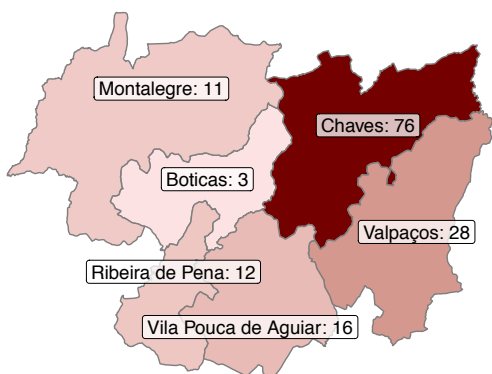 Montalegre: 11
Chaves: 76
Boticas: 3
Valpaços: 28
Ribeira de Pena: 12
Vila Pouca de Aguiar: 16